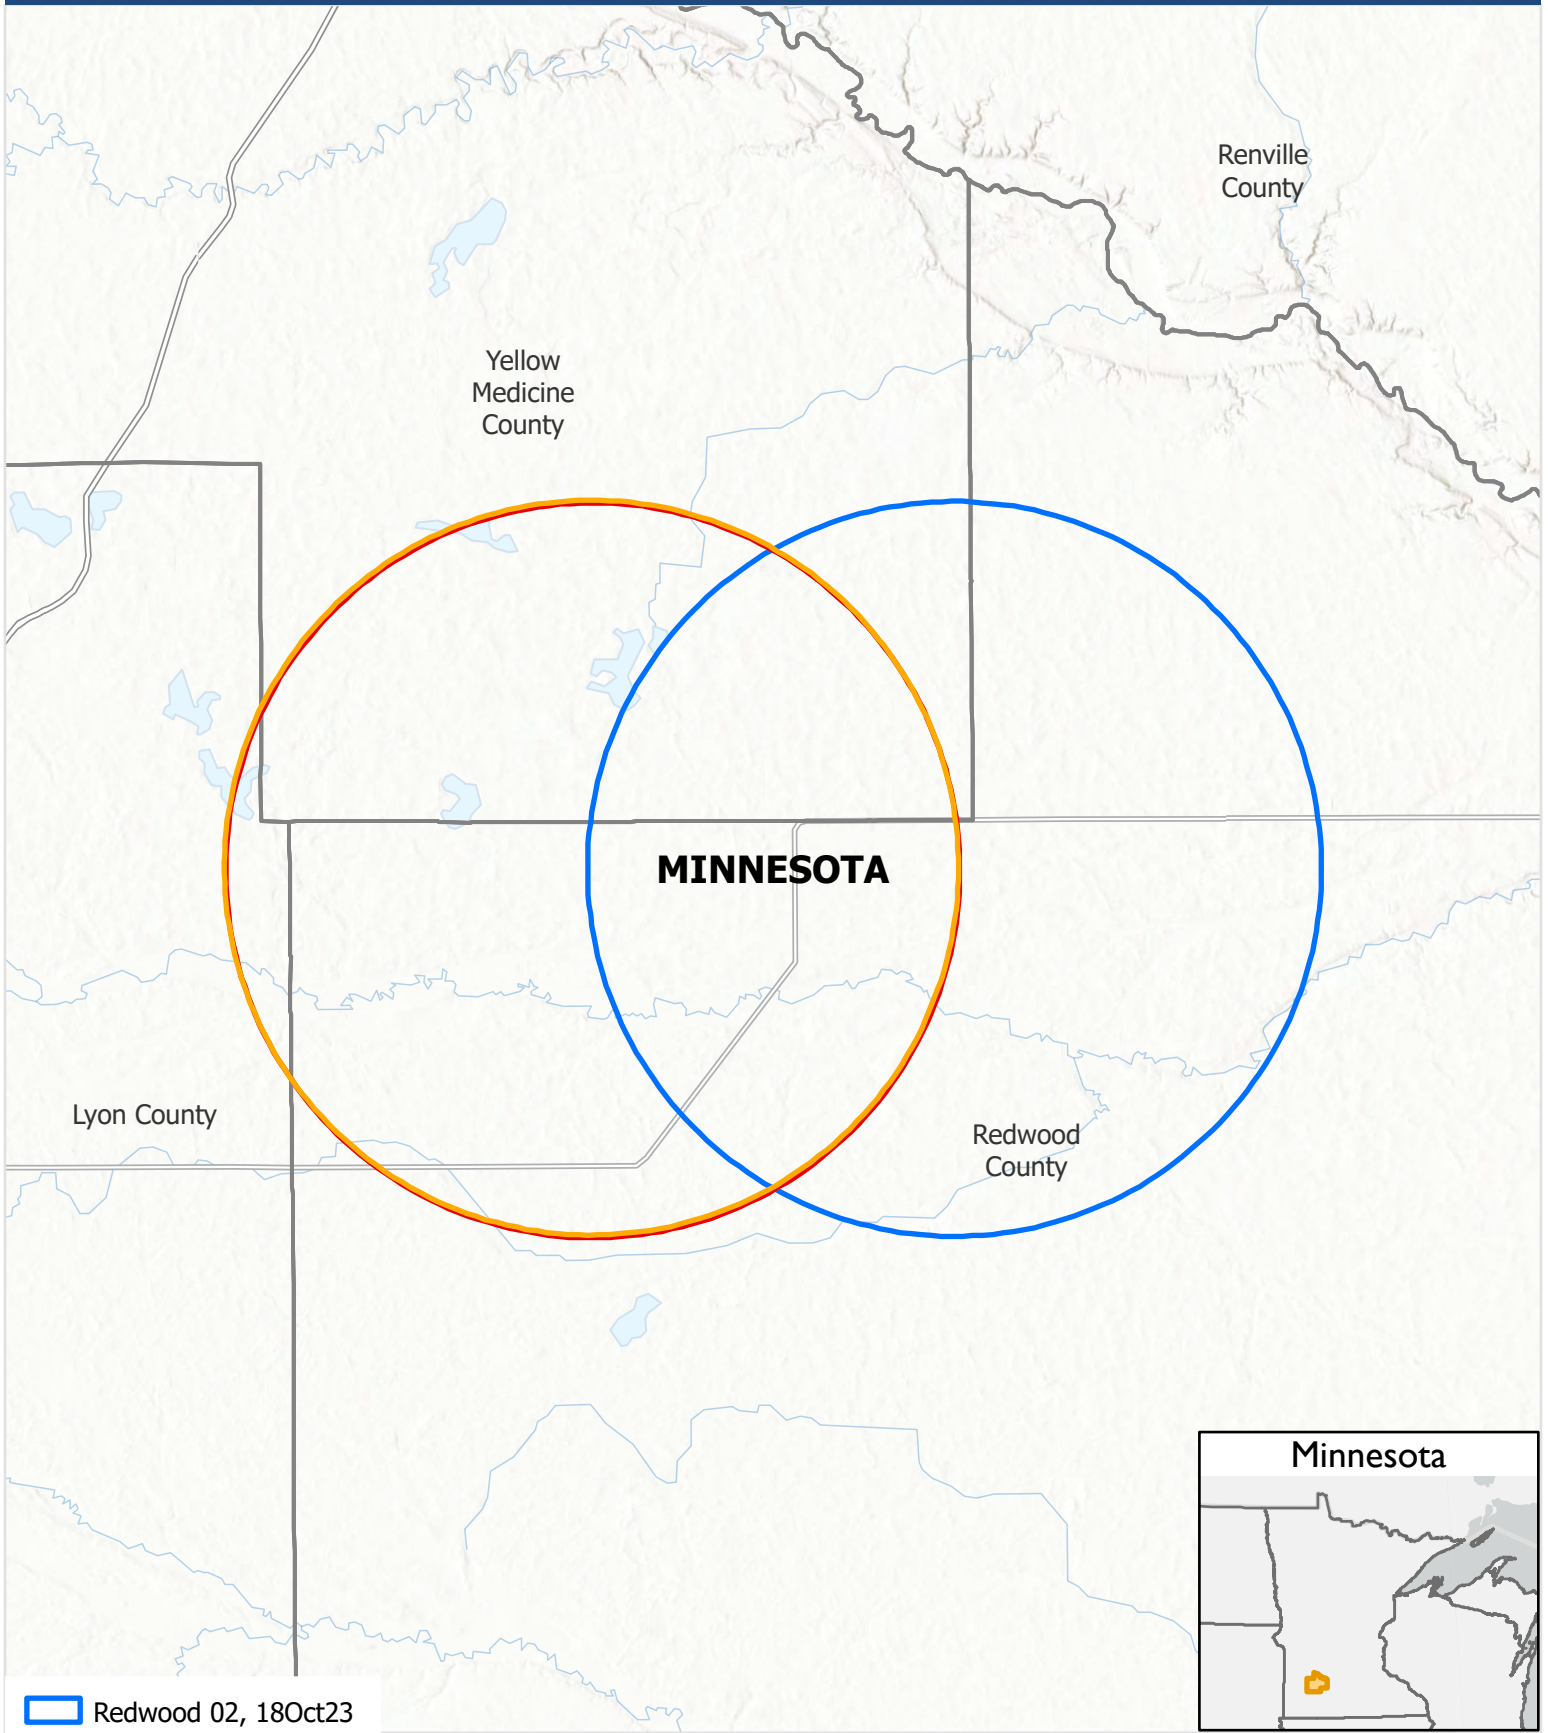 Renville
County
Yellow
Medicine
County
MINNESOTA
Lyon County
Redwood
County
Minnesota
Redwood 02, 18Oct23